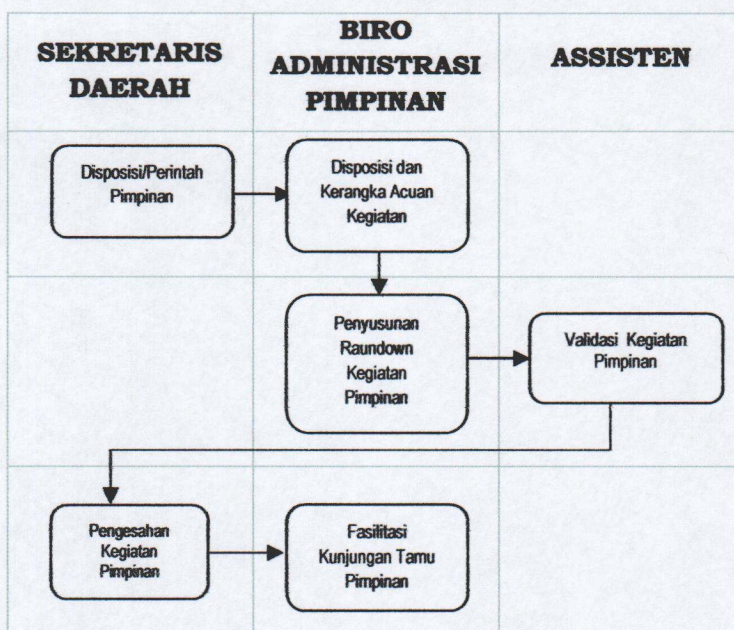 SEKRETARIS
DAERAH
BIRO
ADMINISTRASI
PIMPINAN
ASSISTEN
Disposisi/Perintah
Pimpinan
Disposisi dan
Kerangka Acuan
Kegiatan
Penyusunan
Raundown
Kegiatan
Pimpinan
Validasi Kegiatan
Pimpinan
Pengesahan
Kegiatan
Pimpinan
Fasilitasi
Kunjungan Tamu
Pimpinan